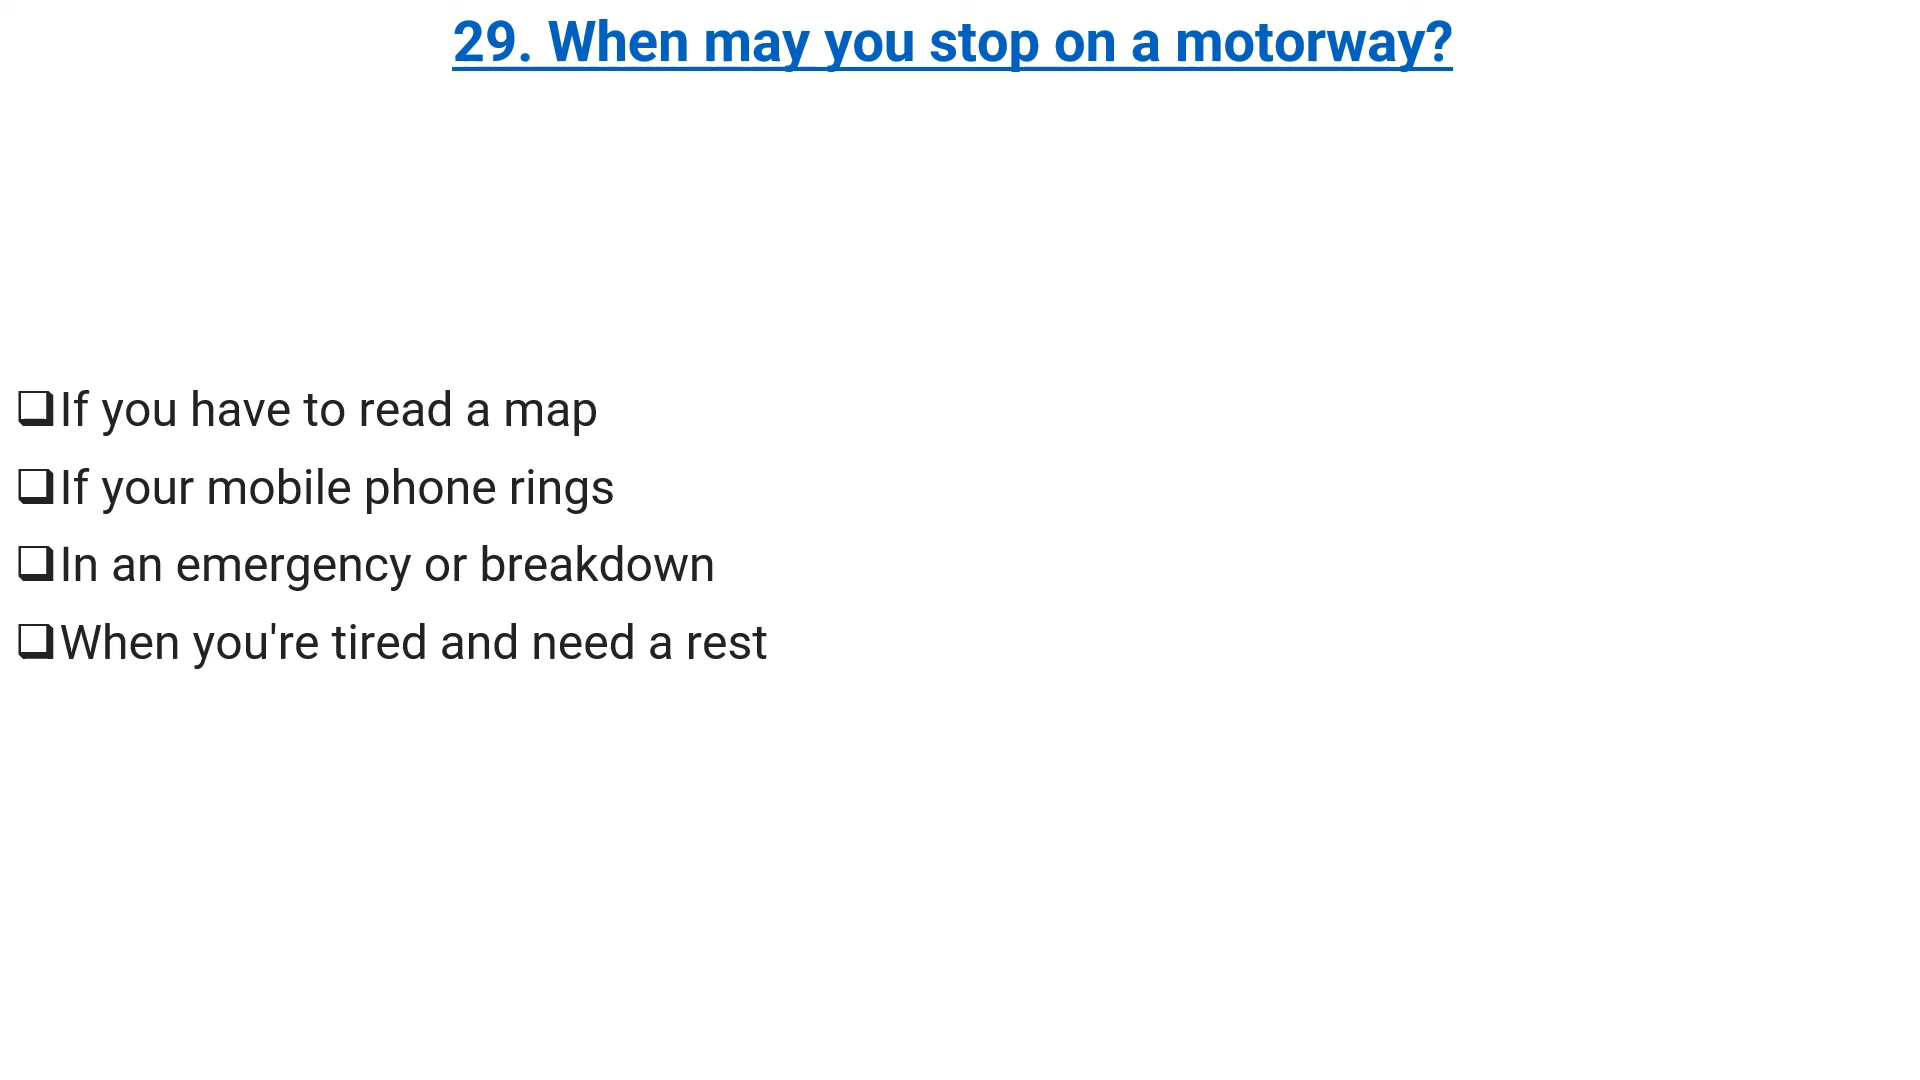 29. When may you stop on a motorway?
❑If you have to read a map
❑If your mobile phone rings
❑In an emergency or breakdown
❑When you're tired and need a rest